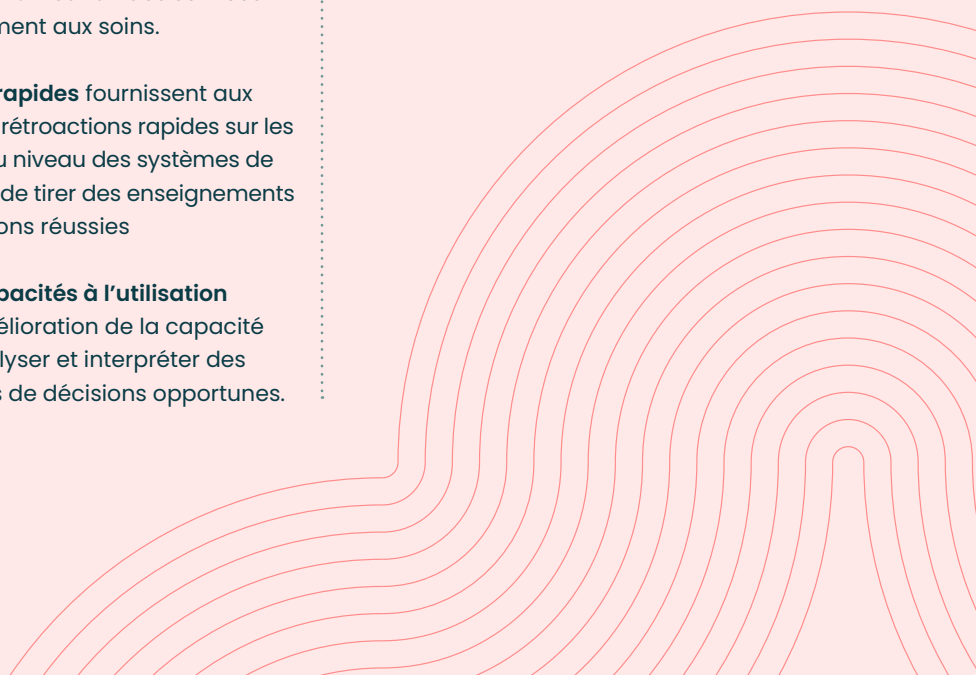 ment aux soins.
rapides fournissent aux
rétroactions rapides sur les
u niveau des systèmes de
de tirer des enseignements
ons réussies
pacités à l’utilisation
élioration de la capacité
lyser et interpréter des
s de décisions opportunes.